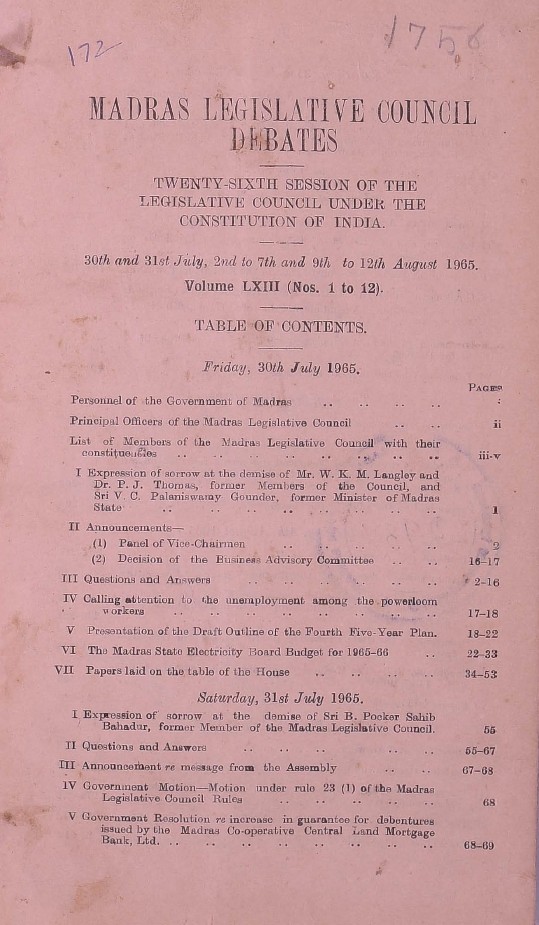 172
1756
MADRAS LEGISLATIVE COUNCIL
DEBATES
TWENTY-SIXTH SESSION OF THE
LEGISLATIVE COUNCIL UNDER THE
CONSTITUTION OF INDIA.
30th and 31st July, 2nd to 7th and 9th to 12th August 1965.
Volume LXIII (Nos. 1 to 12).
TABLE OF CONTENTS.
Friday, 30th July 1965.
PAGES
Personnel of the Government of Madras .. .. .. ..
Principal Officers of the Madras Legislative Council .. .. ii
List of Members of the Madras Legislative Council with their
constituencies .. .. .. .. .. .. .. .. iii-v
I Expression of sorrow at the demise of Mr. W. K. M. Langley and
Dr. P. J. Thomas, former Members of the Council, and
Sri V. C. Palaniswamy Gounder, former Minister of Madras
State .. .. .. .. .. .. .. .. 1
II Announcements—
(1) Panel of Vice-Chairmen .. .. .. .. .. 2
(2) Decision of the Business Advisory Committee .. .. 16-17
III Questions and Answers .. .. .. .. .. .. 2-16
IV Calling attention to the unemployment among the powerloom
workers .. .. .. .. .. .. .. .. 17-18
V Presentation of the Draft Outline of the Fourth Five-Year Plan. 18-22
VI The Madras State Electricity Board Budget for 1965-66 .. 22-33
VII Papers laid on the table of the House .. .. .. .. 34-53
Saturday, 31st July 1965.
I Expression of sorrow at the demise of Sri B. Pocker Sahib
Bahadur, former Member of the Madras Legislative Council. 55
II Questions and Answers .. .. .. .. .. 55-67
III Announcement re message from the Assembly .. .. 67-68
IV Government Motion—Motion under rule 23 (1) of the Madras
Legislative Council Rules .. .. .. .. .. 68
V Government Resolution re increase in guarantee for debentures
issued by the Madras Co-operative Central Land Mortgage
Bank, Ltd. .. .. .. .. .. .. .. .. 68-69